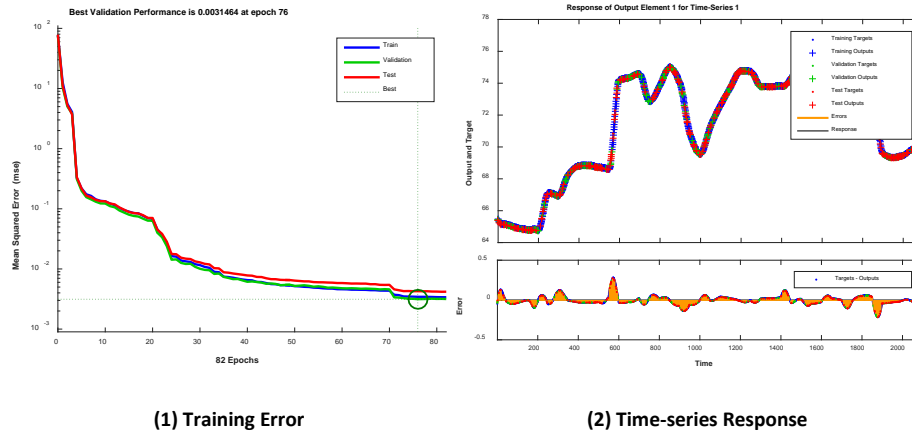 Best Validation Performance is 0.0031464 at epoch 76
10^2
10^1
10^0
10^-1
10^-2
10^-3
Mean Squared Error (mse)
0 10 20 30 40 50 60 70 80
82 Epochs
Train
Validation
Test
Best
(1) Training Error
Response of Output Element 1 for Time-Series 1
78
76
74
72
70
68
66
64
Output and Target
Training Targets
Training Outputs
Validation Targets
Validation Outputs
Test Targets
Test Outputs
Errors
Response
0.5
0
-0.5
Error
Targets - Outputs
200 400 600 800 1000 1200 1400 1600 1800 2000
Time
(2) Time-series Response